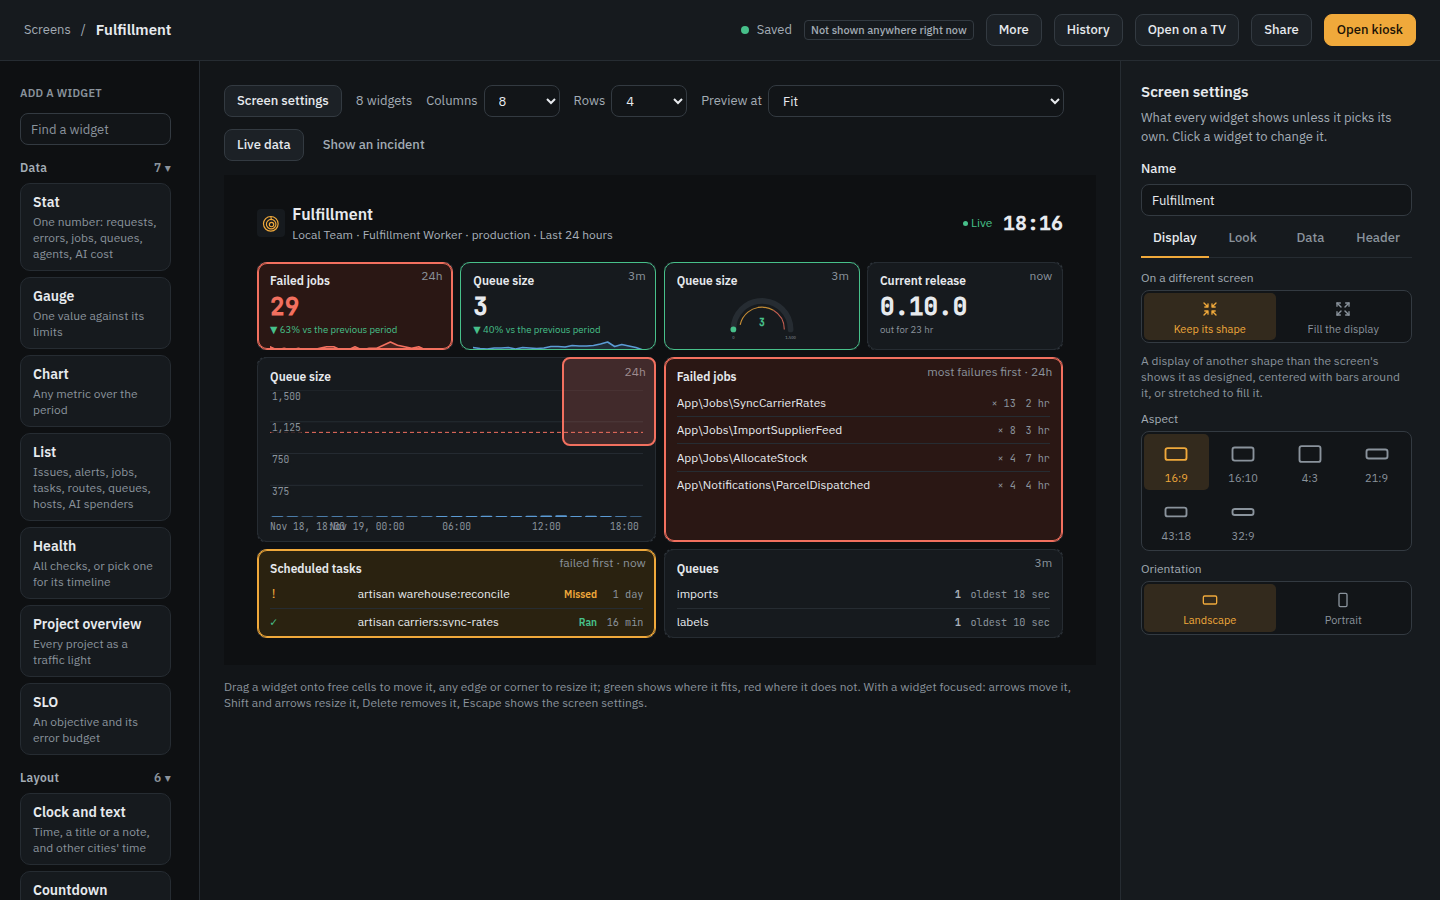 Screens / Fulfillment
Saved
Not shown anywhere right now
More
History
Open on a TV
Share
Open kiosk
ADD A WIDGET
Find a widget
Data 7
Stat
One number: requests,
errors, jobs, queues,
agents, AI cost
Gauge
One value against its
limits
Chart
Any metric over the
period
List
Issues, alerts, jobs,
tasks, routes, queues,
hosts, AI spenders
Health
All checks, or pick one
for its timeline
Project overview
Every project as a
traffic light
SLO
An objective and its
error budget
Layout 6
Clock and text
Time, a title or a note,
and other cities' time
Countdown
Screen settings
8 widgets
Columns 8
Rows 4
Preview at Fit
Live data
Show an incident
Fulfillment
Local Team · Fulfillment Worker · production · Last 24 hours
Live 18:16
Failed jobs 24h
29
▼ 63% vs the previous period
Queue size 3m
3
▼ 40% vs the previous period
Queue size 3m
3
Current release now
0.10.0
out for 23 hr
Queue size 24h
1,500
1,125
750
375
Nov 19, 00:00 06:00 12:00 18:00
Failed jobs most failures first · 24h
App\Jobs\SyncCarrierRates × 13 2 hr
App\Jobs\ImportSupplierFeed × 8 3 hr
App\Jobs\AllocateStock × 4 7 hr
App\Notifications\ParcelDispatched × 4 4 hr
Scheduled tasks failed first · now
! artisan warehouse:reconcile Missed 1 day
✓ artisan carriers:sync-rates Ran 16 min
Queues 3m
imports 1 oldest 18 sec
labels 1 oldest 10 sec
Drag a widget onto free cells to move it, any edge or corner to resize it; green shows where it fits, red where it does not. With a widget focused: arrows move it,
Shift and arrows resize it, Delete removes it, Escape shows the screen settings.
Screen settings
What every widget shows unless it picks its
own. Click a widget to change it.
Name
Fulfillment
Display Look Data Header
On a different screen
Keep its shape
Fill the display
A display of another shape than the screen's
shows it as designed, centered with bars around
it, or stretched to fill it.
Aspect
16:9 16:10 4:3 21:9
43:18 32:9
Orientation
Landscape Portrait